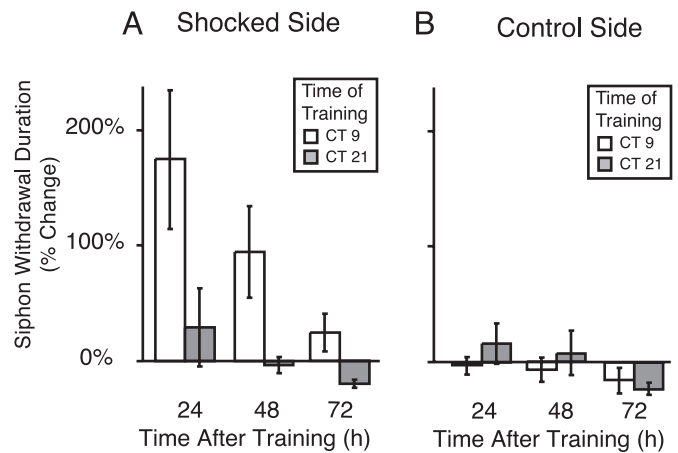 A Shocked Side
B Control Side
Siphon Withdrawal Duration
(% Change)
200%
100%
0%
Time of
Training
CT 9
CT 21
24 48 72
Time After Training (h)
Time of
Training
CT 9
CT 21
24 48 72
Time After Training (h)